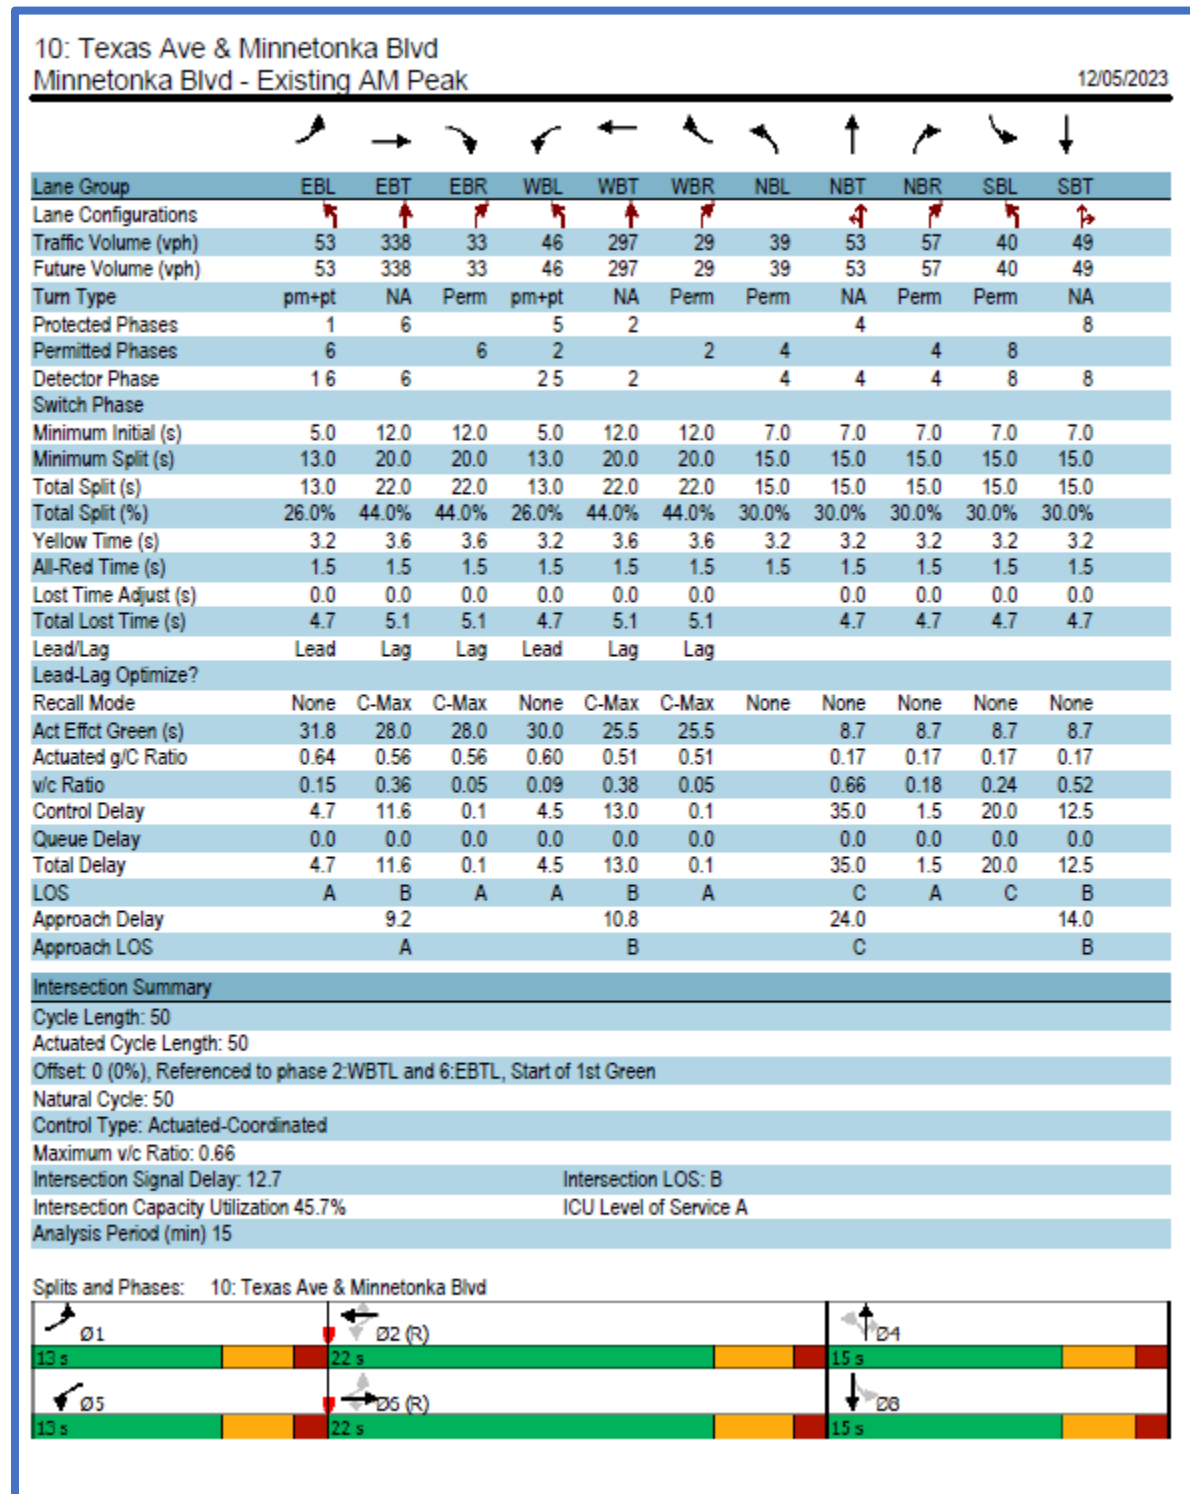 10: Texas Ave & Minnetonka Blvd
Minnetonka Blvd - Existing AM Peak 12/05/2023
Lane Group EBL EBT EBR WBL WBT WBR NBL NBT NBR SBL SBT
Lane Configurations
Traffic Volume (vph) 53 338 33 46 297 29 39 53 57 40 49
Future Volume (vph) 53 338 33 46 297 29 39 53 57 40 49
Turn Type pm+pt NA Perm pm+pt NA Perm Perm NA Perm Perm NA
Protected Phases 1 6 5 2 4 8
Permitted Phases 6 6 2 2 4 4 8
Detector Phase 1 6 6 2 5 2 4 4 4 8 8
Switch Phase
Minimum Initial (s) 5.0 12.0 12.0 5.0 12.0 12.0 7.0 7.0 7.0 7.0 7.0
Minimum Split (s) 13.0 20.0 20.0 13.0 20.0 20.0 15.0 15.0 15.0 15.0 15.0
Total Split (s) 13.0 22.0 22.0 13.0 22.0 22.0 15.0 15.0 15.0 15.0 15.0
Total Split (%) 26.0% 44.0% 44.0% 26.0% 44.0% 44.0% 30.0% 30.0% 30.0% 30.0% 30.0%
Yellow Time (s) 3.2 3.6 3.6 3.2 3.6 3.6 3.2 3.2 3.2 3.2 3.2
All-Red Time (s) 1.5 1.5 1.5 1.5 1.5 1.5 1.5 1.5 1.5 1.5 1.5
Lost Time Adjust (s) 0.0 0.0 0.0 0.0 0.0 0.0 0.0 0.0 0.0 0.0
Total Lost Time (s) 4.7 5.1 5.1 4.7 5.1 5.1 4.7 4.7 4.7 4.7
Lead/Lag Lead Lag Lag Lead Lag Lag
Lead-Lag Optimize?
Recall Mode None C-Max C-Max None C-Max C-Max None None None None None
Act Effct Green (s) 31.8 28.0 28.0 30.0 25.5 25.5 8.7 8.7 8.7 8.7
Actuated g/C Ratio 0.64 0.56 0.56 0.60 0.51 0.51 0.17 0.17 0.17 0.17
v/c Ratio 0.15 0.36 0.05 0.09 0.38 0.05 0.66 0.18 0.24 0.52
Control Delay 4.7 11.6 0.1 4.5 13.0 0.1 35.0 1.5 20.0 12.5
Queue Delay 0.0 0.0 0.0 0.0 0.0 0.0 0.0 0.0 0.0 0.0
Total Delay 4.7 11.6 0.1 4.5 13.0 0.1 35.0 1.5 20.0 12.5
LOS A B A A B A C A C B
Approach Delay 9.2 10.8 24.0 14.0
Approach LOS A B C B
Intersection Summary
Cycle Length: 50
Actuated Cycle Length: 50
Offset: 0 (0%), Referenced to phase 2:WBTL and 6:EBTL, Start of 1st Green
Natural Cycle: 50
Control Type: Actuated-Coordinated
Maximum v/c Ratio: 0.66
Intersection Signal Delay: 12.7 Intersection LOS: B
Intersection Capacity Utilization 45.7% ICU Level of Service A
Analysis Period (min) 15
Splits and Phases: 10: Texas Ave & Minnetonka Blvd
Ø1 Ø2 (R) Ø4
13 s 22 s 15 s
Ø5 Ø6 (R) Ø8
13 s 22 s 15 s